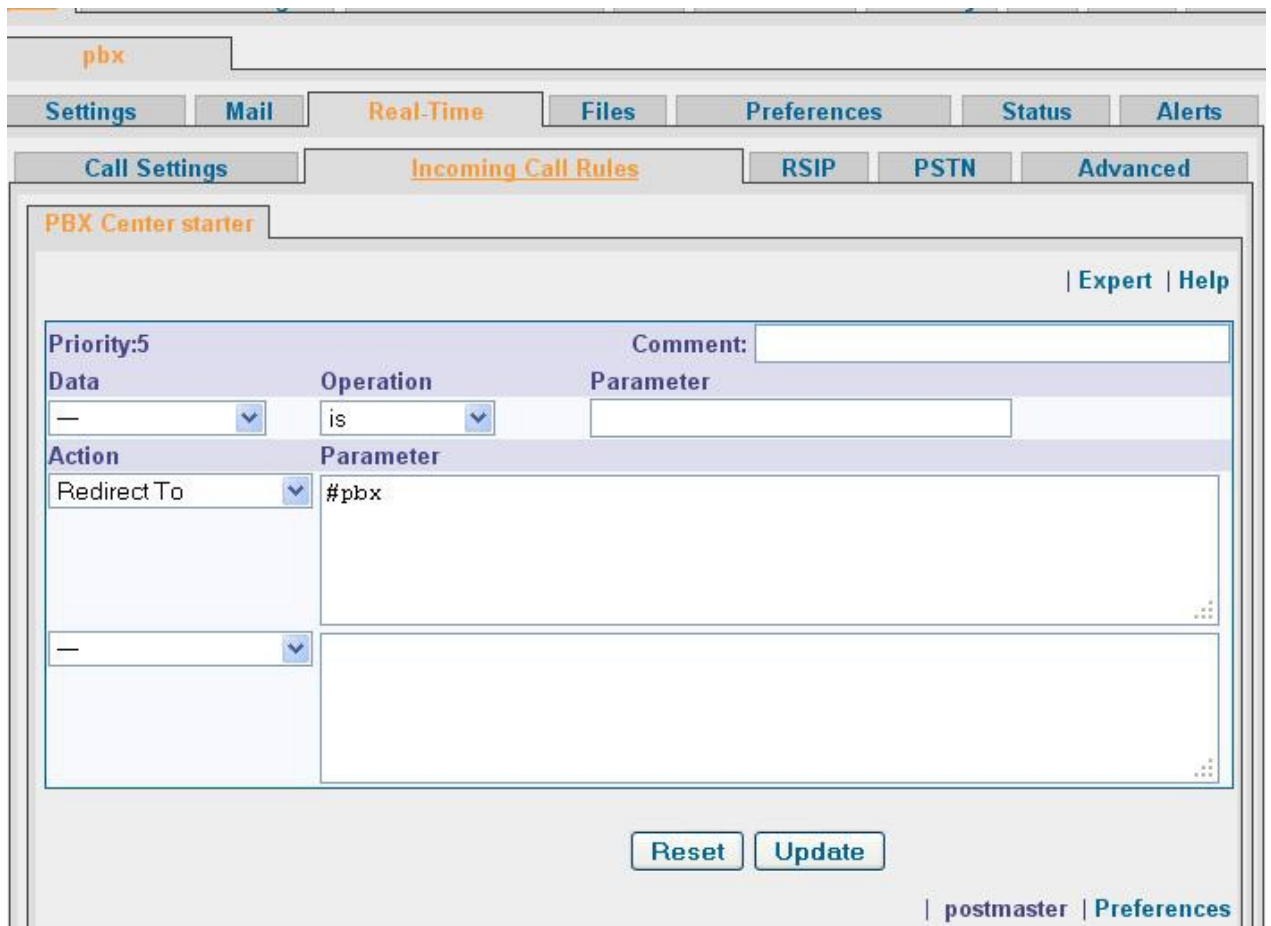 pbx
Settings Mail Real-Time Files Preferences Status Alerts
Call Settings Incoming Call Rules RSIP PSTN Advanced
PBX Center starter
| Expert | Help
Priority:5 Comment:
Data Operation Parameter
— is
Action Parameter
Redirect To #pbx
—
Reset Update
| postmaster | Preferences